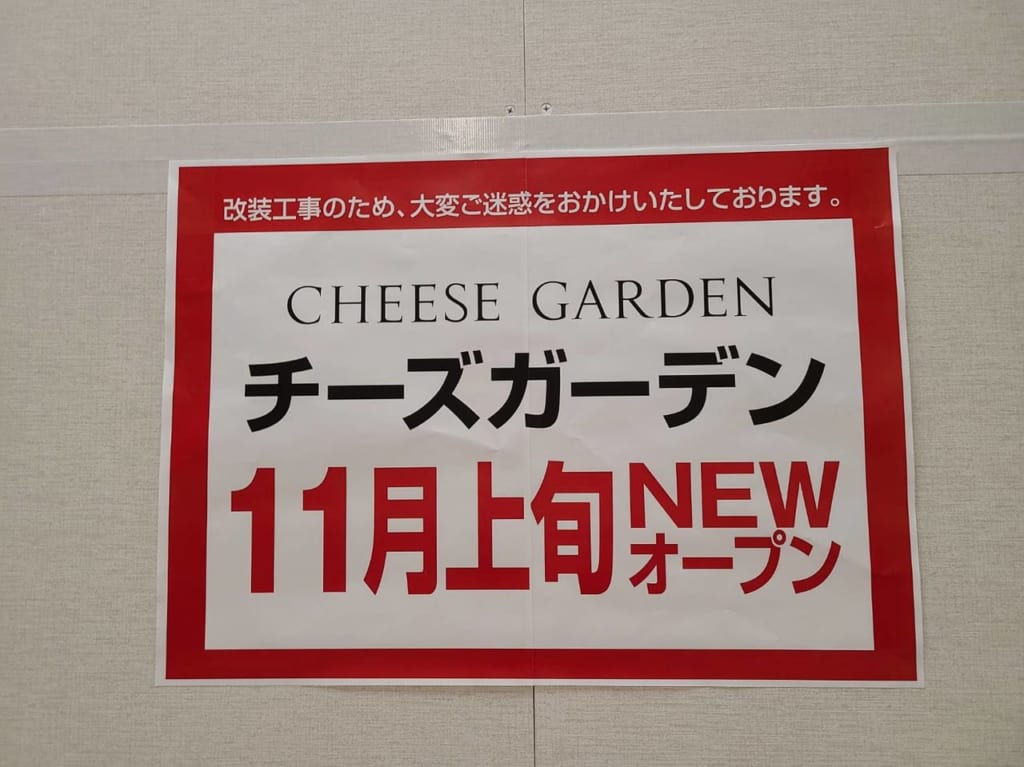 改装工事のため、大変ご迷惑をおかけいたしております。
CHEESE GARDEN
チーズガーデン
11月上旬 NEW
オープン